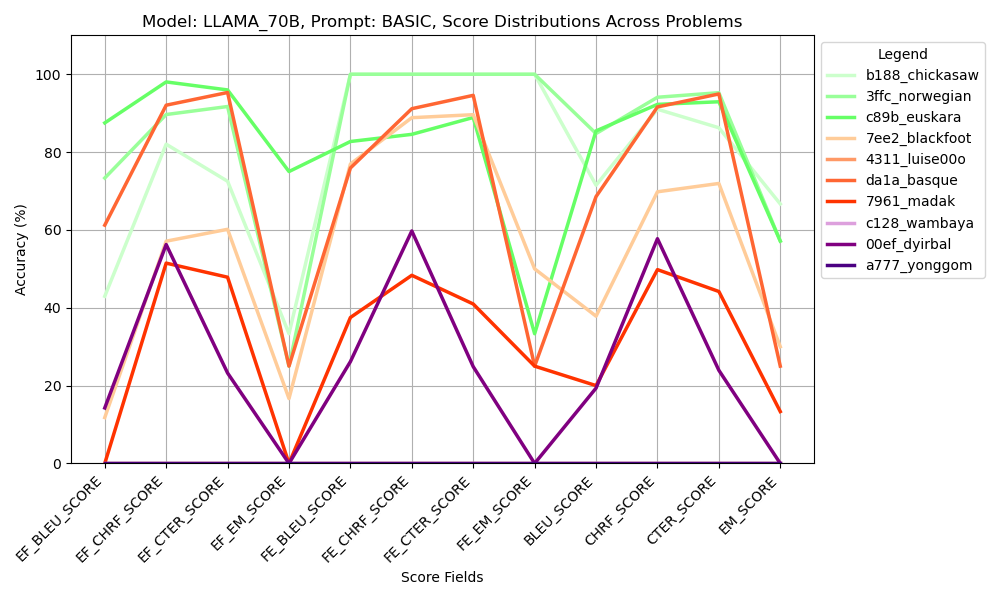 Model: LLAMA_70B, Prompt: BASIC, Score Distributions Across Problems
Legend
b188_chickasaw
3ffc_norwegian
c89b_euskara
7ee2_blackfoot
4311_luise00o
da1a_basque
7961_madak
c128_wambaya
00ef_dyirbal
a777_yonggom
Accuracy (%)
100
80
60
40
20
0
EF_BLEU_SCORE
EF_CHRF_SCORE
EF_CTER_SCORE
EF_EM_SCORE
FE_BLEU_SCORE
FE_CHRF_SCORE
FE_CTER_SCORE
FE_EM_SCORE
BLEU_SCORE
CHRF_SCORE
CTER_SCORE
EM_SCORE
Score Fields